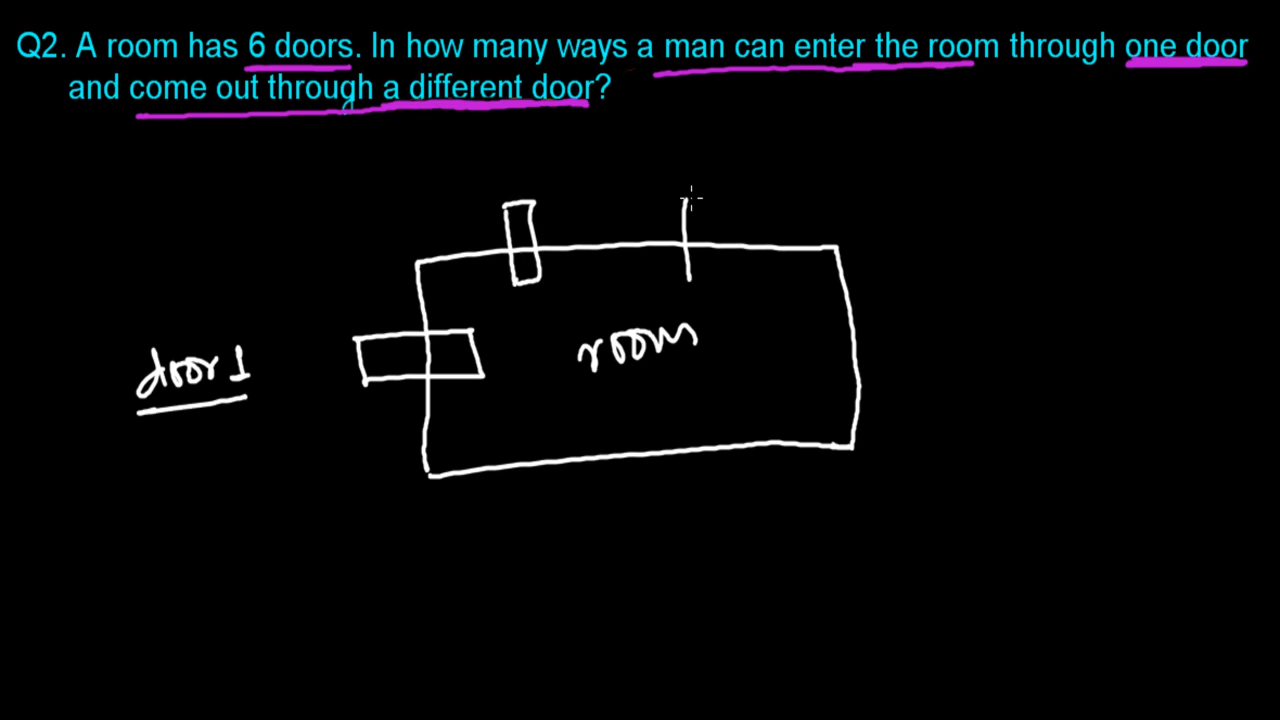 Q2. A room has 6 doors. In how many ways a man can enter the room through one door
and come out through a different door?
room
door 1